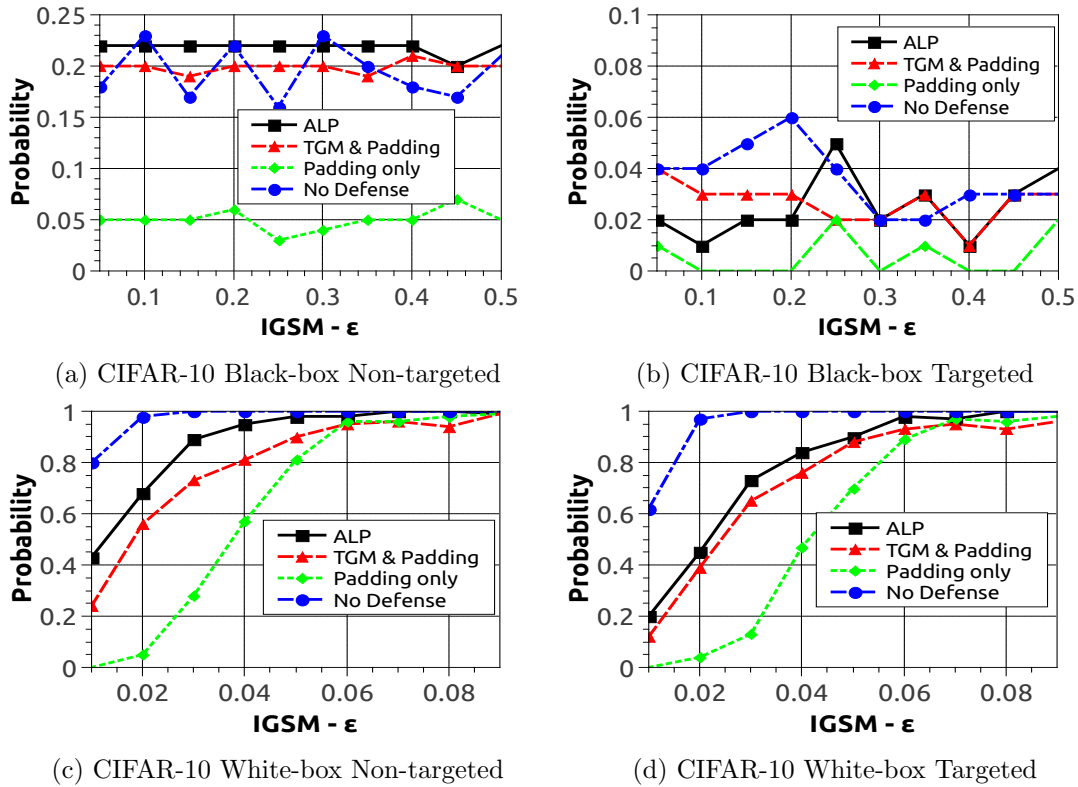 0.25
0.2
0.15
0.1
0.05
0
Probability
ALP
TGM & Padding
Padding only
No Defense
0.1 0.2 0.3 0.4 0.5
IGSM - ε
(a) CIFAR-10 Black-box Non-targeted
0.1
0.08
0.06
0.04
0.02
0
Probability
ALP
TGM & Padding
Padding only
No Defense
0.1 0.2 0.3 0.4 0.5
IGSM - ε
(b) CIFAR-10 Black-box Targeted
1
0.8
0.6
0.4
0.2
0
Probability
ALP
TGM & Padding
Padding only
No Defense
0.02 0.04 0.06 0.08
IGSM - ε
(c) CIFAR-10 White-box Non-targeted
1
0.8
0.6
0.4
0.2
0
Probability
ALP
TGM & Padding
Padding only
No Defense
0.02 0.04 0.06 0.08
IGSM - ε
(d) CIFAR-10 White-box Targeted